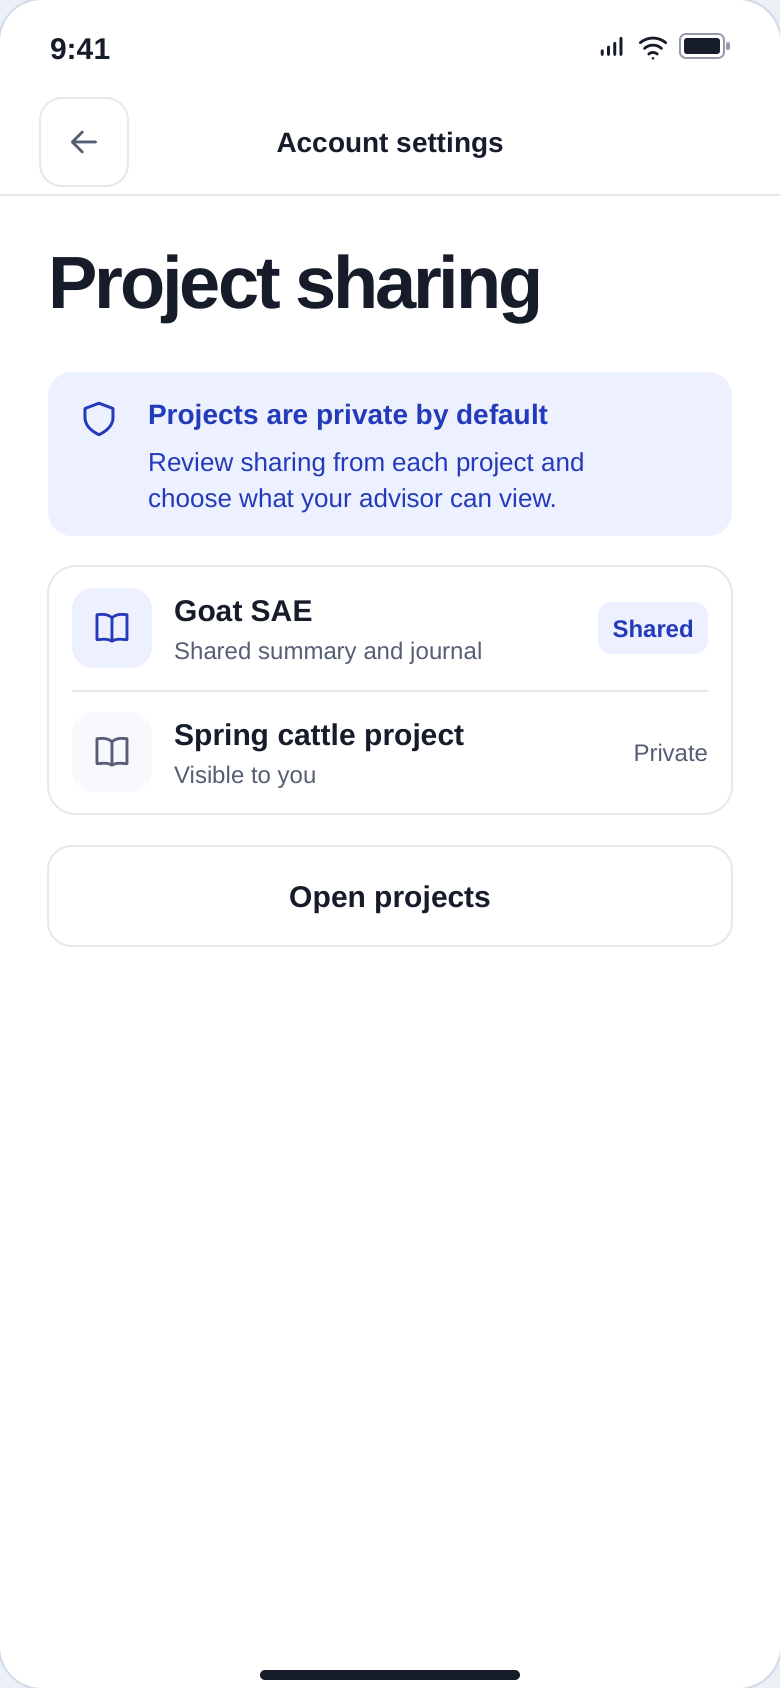 9:41
Account settings
Project sharing
Projects are private by default
Review sharing from each project and
choose what your advisor can view.
Goat SAE
Shared summary and journal
Shared
Spring cattle project
Visible to you
Private
Open projects